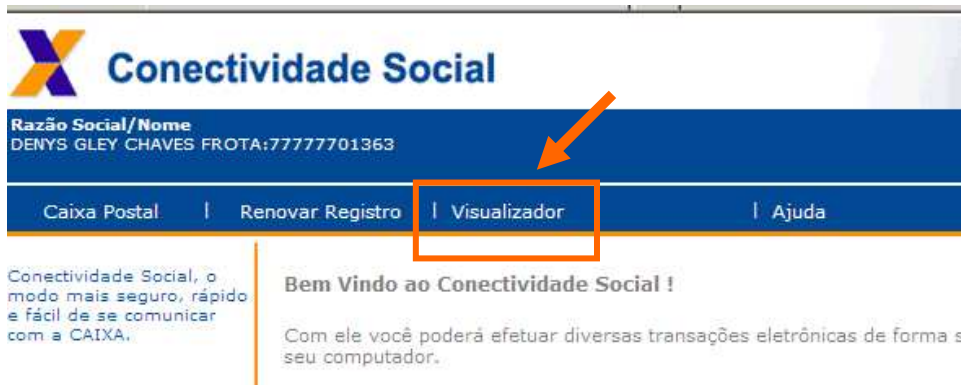 Conectividade Social
Razão Social/Nome
DENYS GLEY CHAVES FROTA:77777701363
Caixa Postal | Renovar Registro | Visualizador | Ajuda
Conectividade Social, o
modo mais seguro, rápido
e fácil de se comunicar
com a CAIXA.
Bem Vindo ao Conectividade Social !
Com ele você poderá efetuar diversas transações eletrônicas de forma s
seu computador.